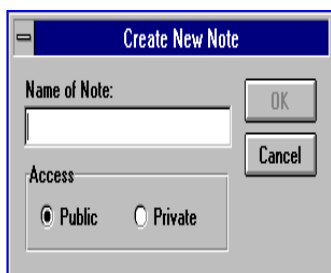 Create New Note
Name of Note:
OK
Cancel
Access
Public Private